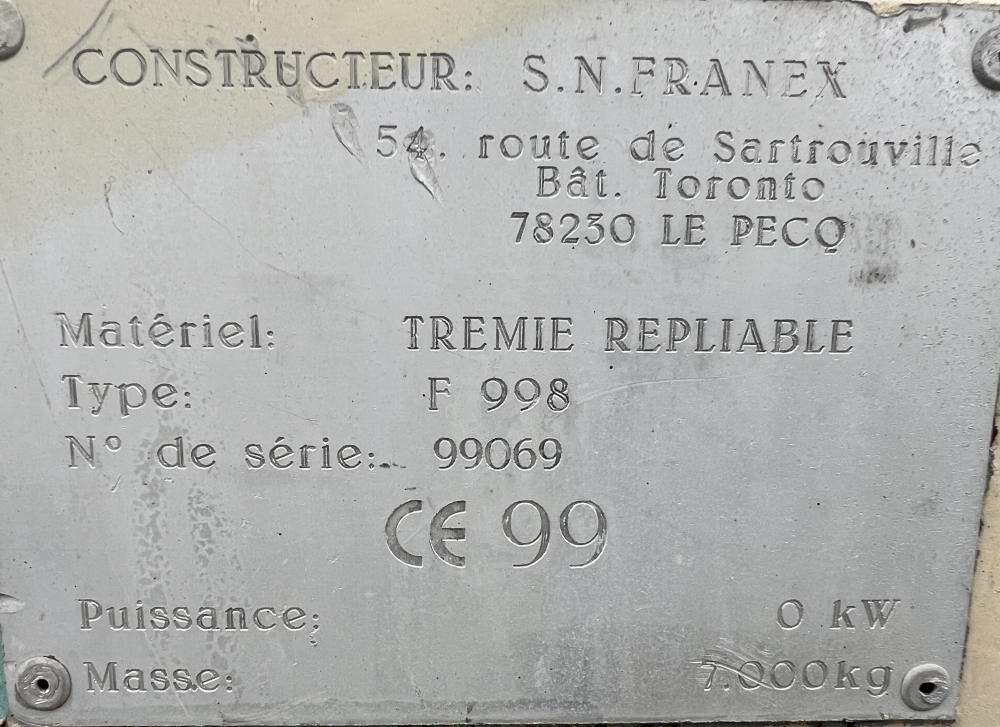 CONSTRUCTEUR: S.N.FRANEX
54. route de Sartrouville
Bât. Toronto
78230 LE PECQ
Matériel: TREMIE REPLIABLE
Type: F 998
N° de série: 99069
CE 99
Puissance: 0 kW
Masse: 7.000kg